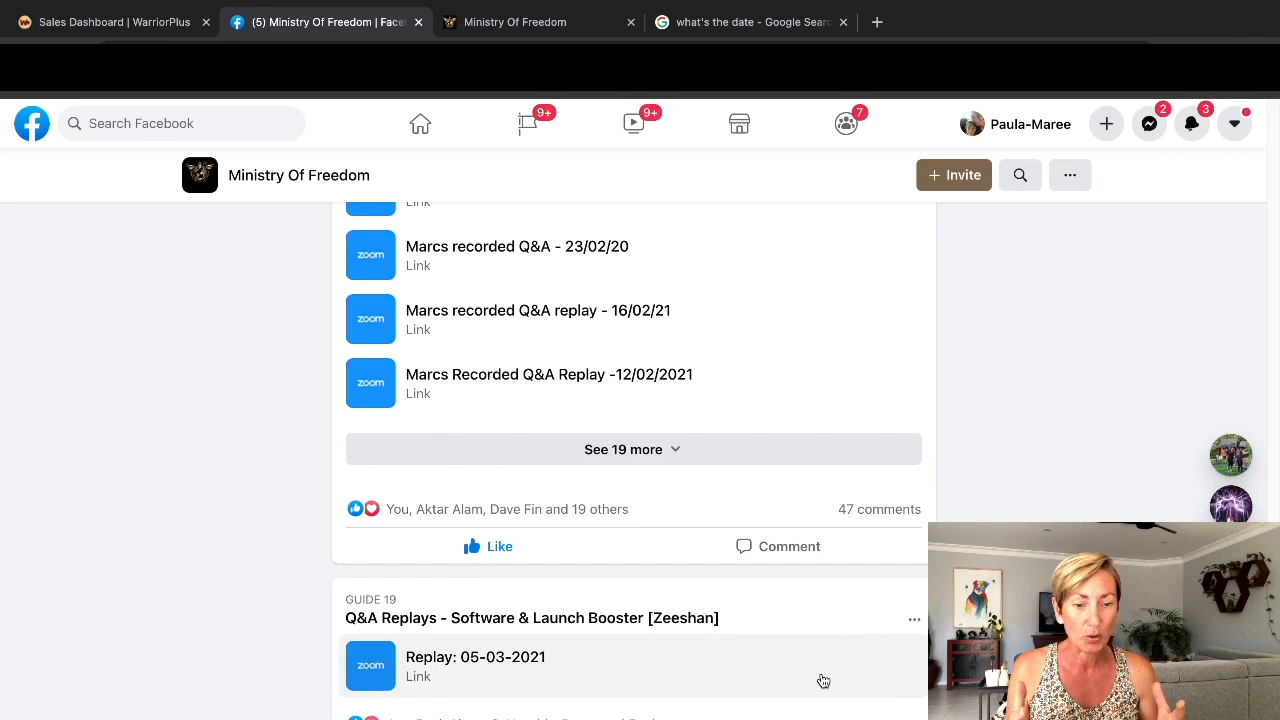 Sales Dashboard | WarriorPlus
(5) Ministry Of Freedom | Face
Ministry Of Freedom
what's the date - Google Sear
Search Facebook
9+
9+
7
Paula-Maree
2
3
Ministry Of Freedom
+ Invite
Link
zoom
Marcs recorded Q&A - 23/02/20
Link
zoom
Marcs recorded Q&A replay - 16/02/21
Link
zoom
Marcs Recorded Q&A Replay -12/02/2021
Link
See 19 more
You, Aktar Alam, Dave Fin and 19 others
47 comments
Like
Comment
GUIDE 19
Q&A Replays - Software & Launch Booster [Zeeshan]
zoom
Replay: 05-03-2021
Link